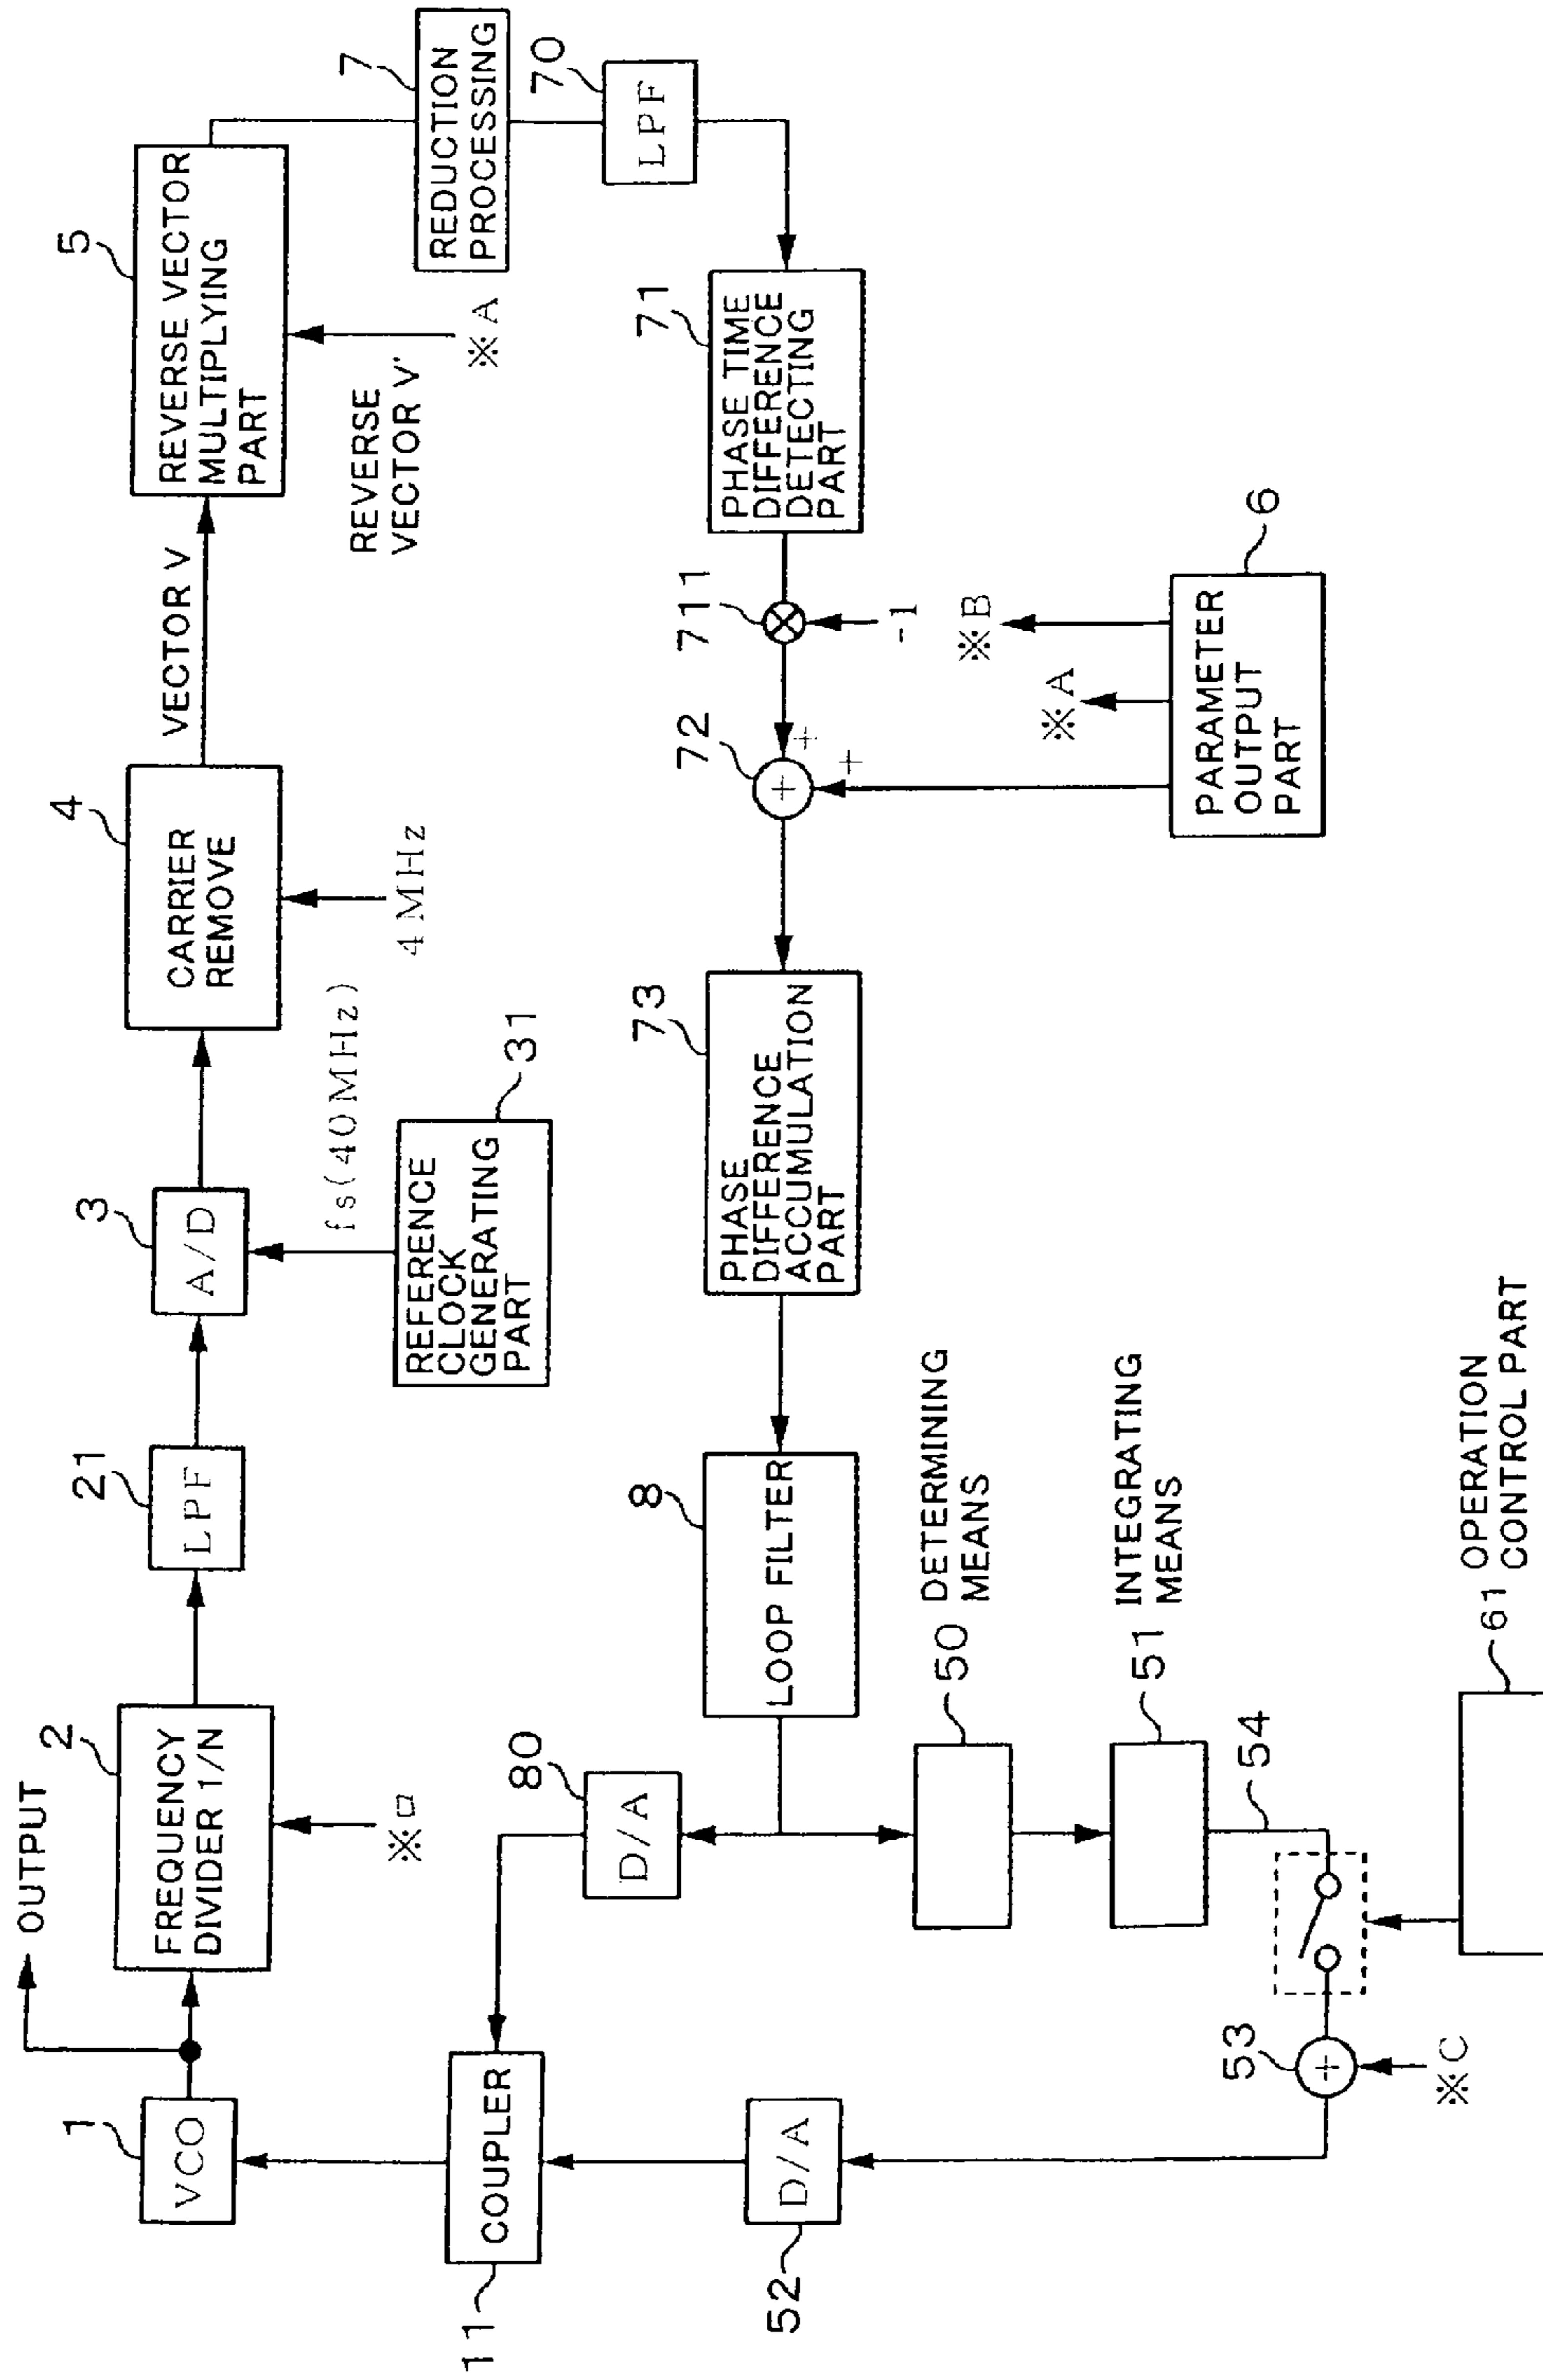 OUTPUT
1
VCO
2
FREQUENCY
DIVIDER 1/N
※
21
LPF
3
A/D
fs(40MHz)
REFERENCE
CLOCK
GENERATING
PART
31
4
CARRIER
REMOVE
4MHz
VECTOR V
5
REVERSE VECTOR
MULTIPLYING
PART
REVERSE
VECTOR V'
※A
7
REDUCTION
PROCESSING
70
LPF
11
COUPLER
80
D/A
8
LOOP FILTER
73
PHASE
DIFFERENCE
ACCUMULATION
PART
72
+
+
+
711
-1
71
PHASE TIME
DIFFERENCE
DETECTING
PART
※A
※B
6
PARAMETER
OUTPUT
PART
52
D/A
50
DETERMINING
MEANS
51
INTEGRATING
MEANS
54
53
+
※C
61
OPERATION
CONTROL PART